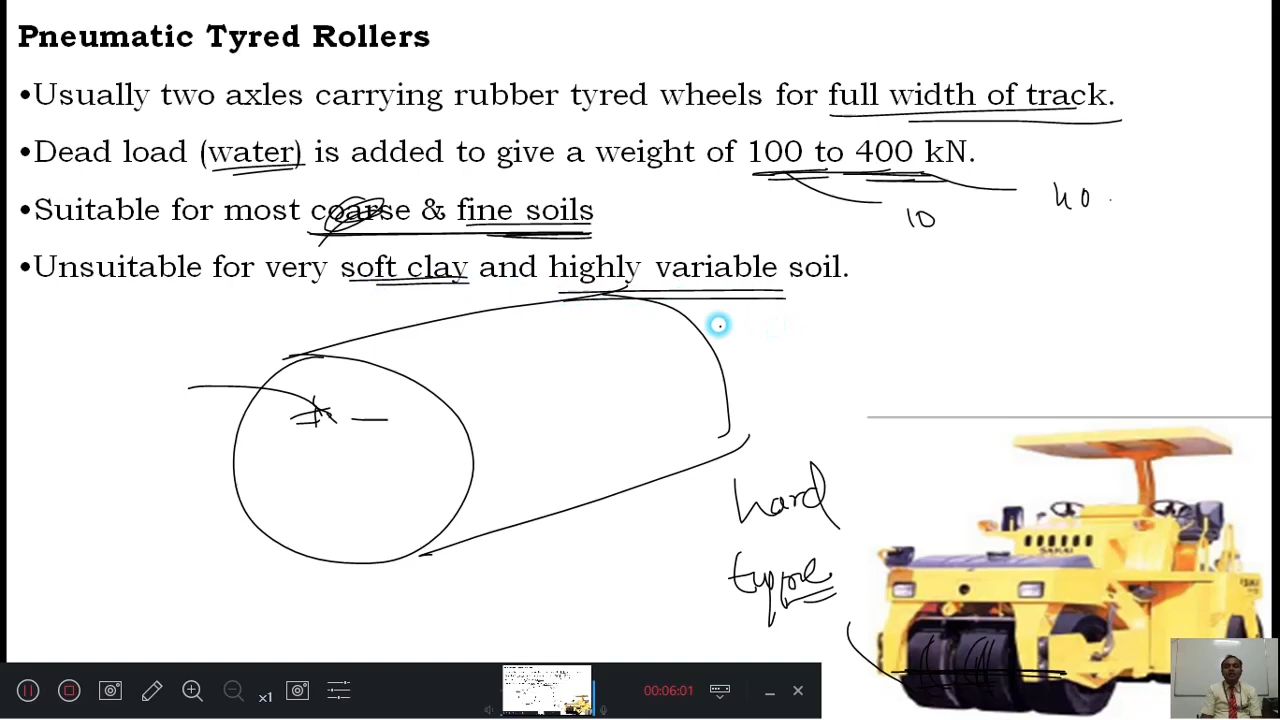 Pneumatic Tyred Rollers
•Usually two axles carrying rubber tyred wheels for full width of track.
•Dead load (water) is added to give a weight of 100 to 400 kN.
10
40
•Suitable for most coarse & fine soils
•Unsuitable for very soft clay and highly variable soil.
hard
SAKAI
x1
00:06:01